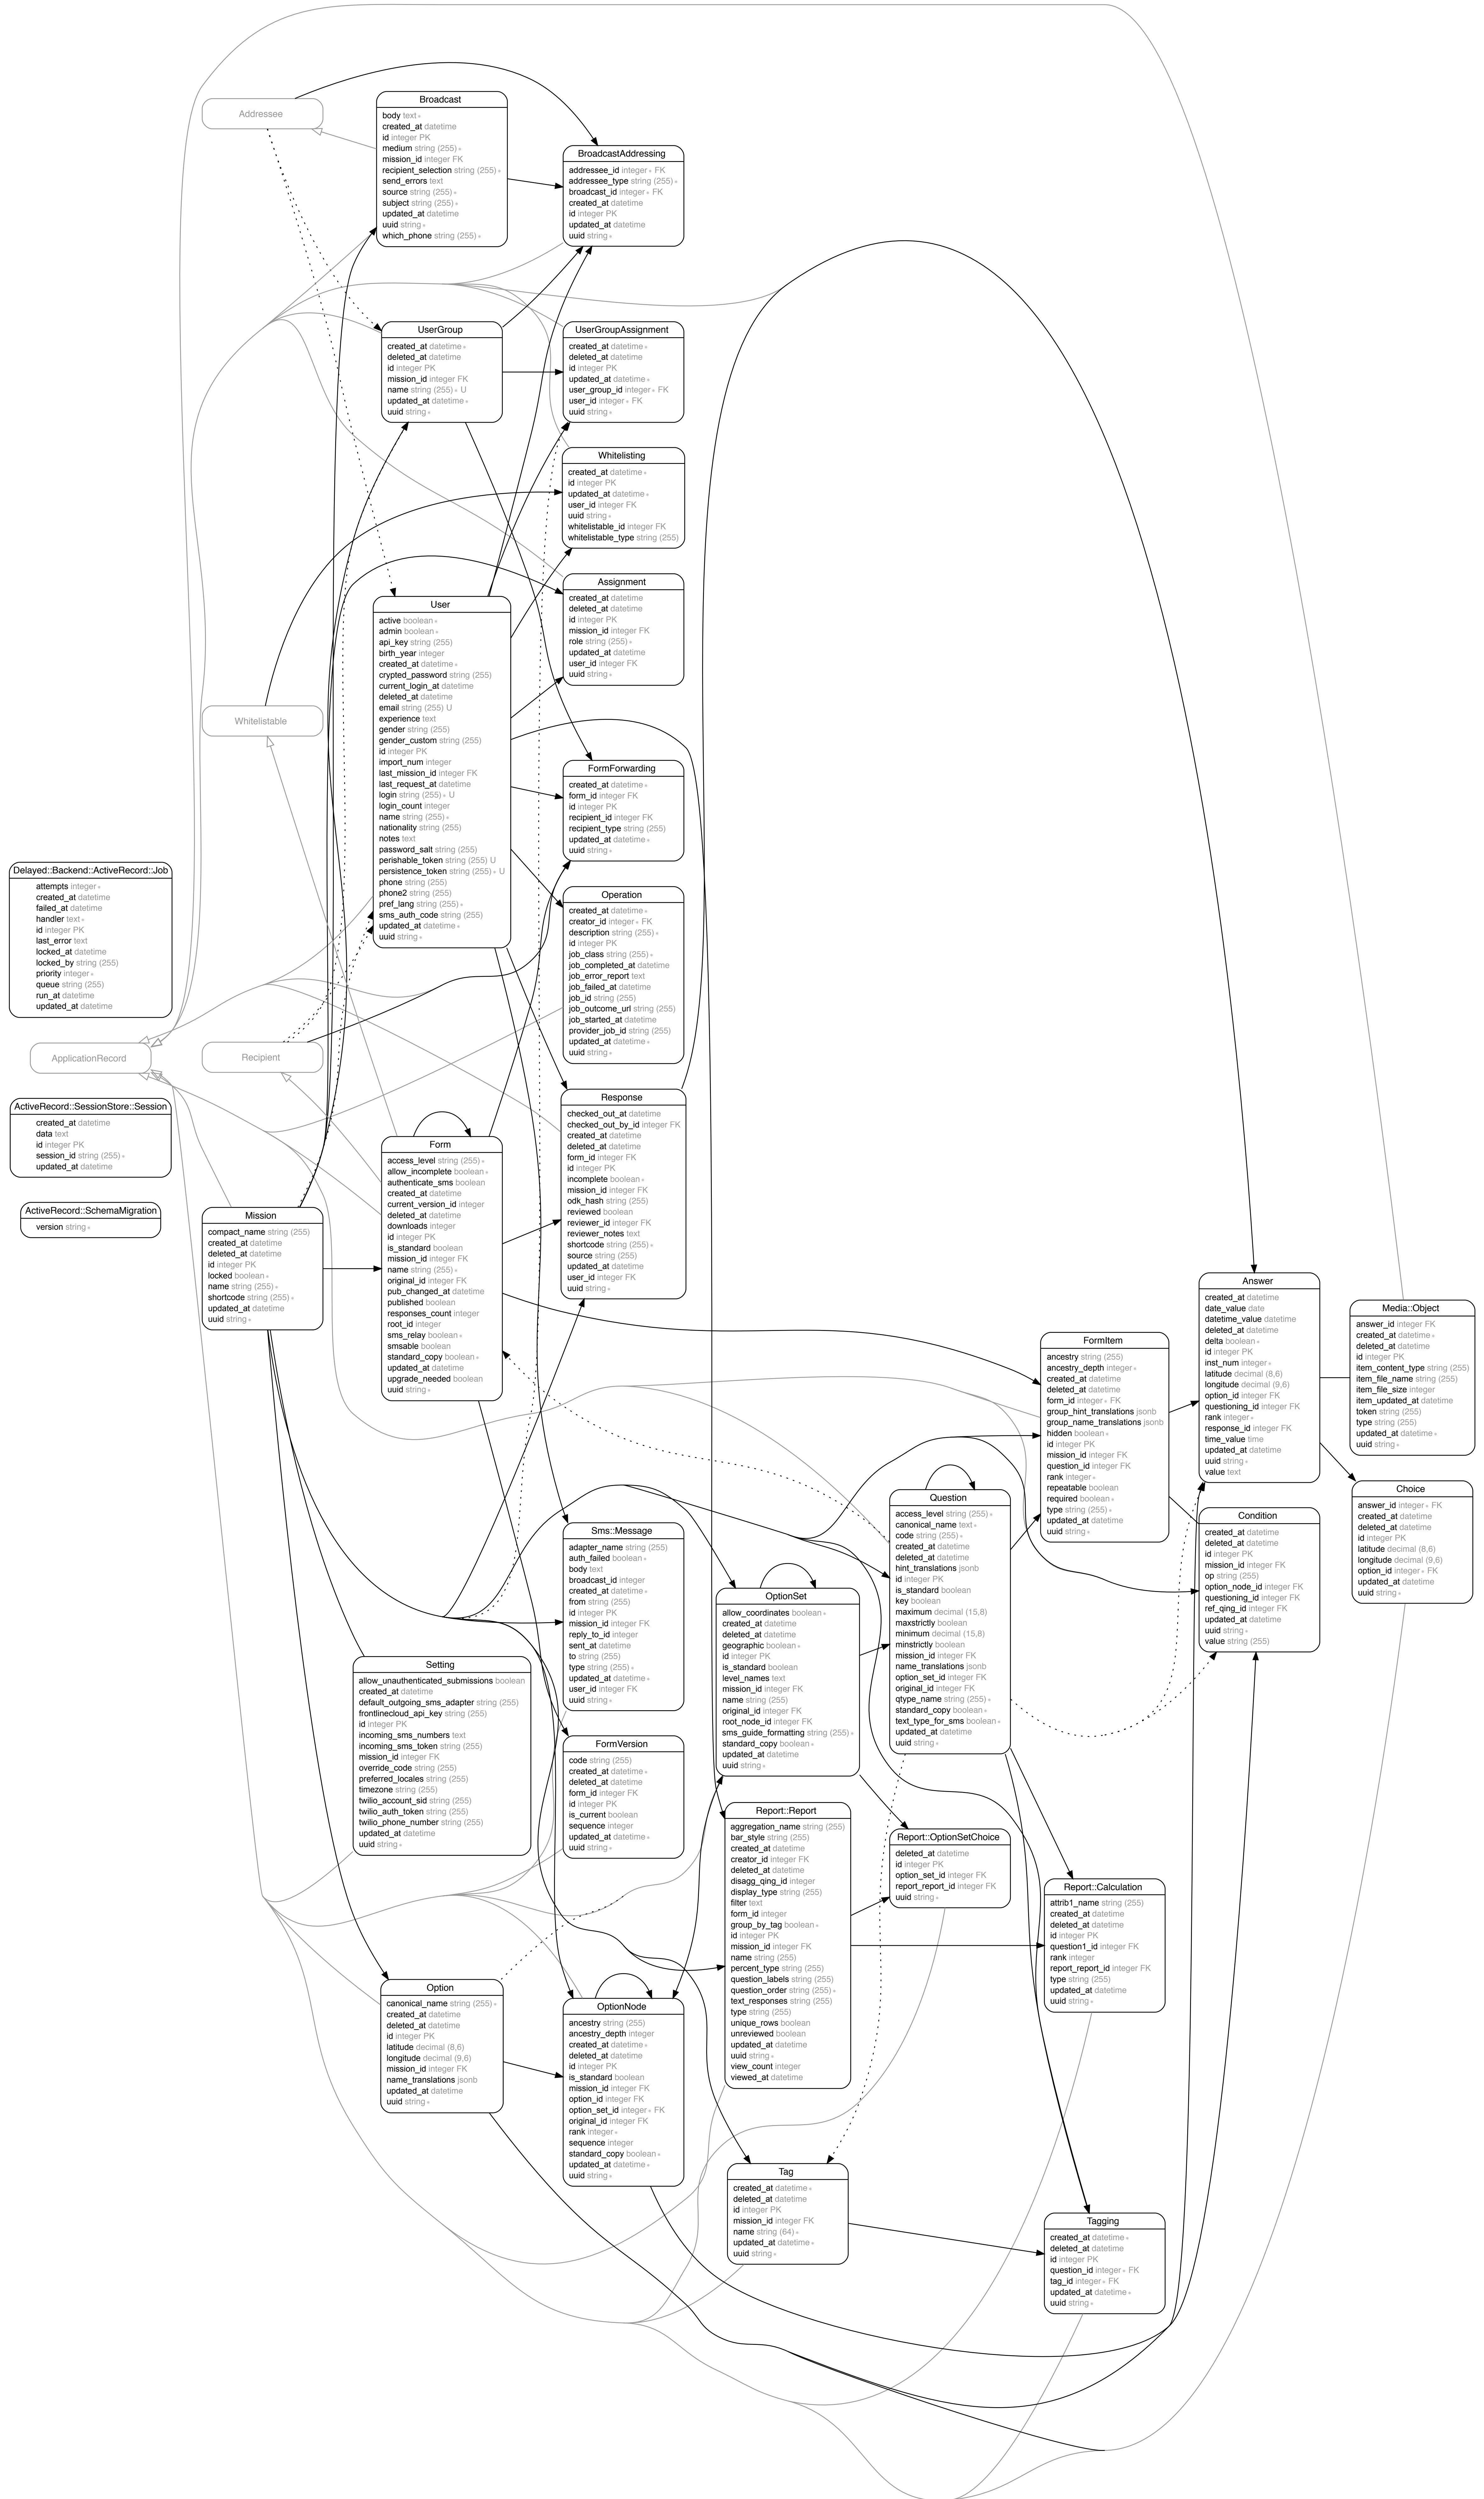 Addressee
Broadcast
body text ∗
created_at datetime
id integer PK
medium string (255) ∗
mission_id integer FK
recipient_selection string (255) ∗
send_errors text
source string (255) ∗
subject string (255) ∗
updated_at datetime
uuid string ∗
which_phone string (255) ∗
BroadcastAddressing
addressee_id integer ∗ FK
addressee_type string (255) ∗
broadcast_id integer ∗ FK
created_at datetime
id integer PK
updated_at datetime
uuid string ∗
UserGroup
created_at datetime ∗
deleted_at datetime
id integer PK
mission_id integer FK
name string (255) ∗ U
updated_at datetime ∗
uuid string ∗
UserGroupAssignment
created_at datetime ∗
deleted_at datetime
id integer PK
updated_at datetime ∗
user_group_id integer ∗ FK
user_id integer ∗ FK
uuid string ∗
Whitelisting
created_at datetime ∗
id integer PK
updated_at datetime ∗
user_id integer FK
uuid string ∗
whitelistable_id integer FK
whitelistable_type string (255)
Assignment
created_at datetime
deleted_at datetime
id integer PK
mission_id integer FK
role string (255) ∗
updated_at datetime
user_id integer FK
uuid string ∗
User
active boolean ∗
admin boolean ∗
api_key string (255)
birth_year integer
created_at datetime ∗
crypted_password string (255)
current_login_at datetime
deleted_at datetime
email string (255) U
experience text
gender string (255)
gender_custom string (255)
id integer PK
import_num integer
last_mission_id integer FK
last_request_at datetime
login string (255) ∗ U
login_count integer
name string (255) ∗
nationality string (255)
notes text
password_salt string (255)
perishable_token string (255) U
persistence_token string (255) ∗ U
phone string (255)
phone2 string (255)
pref_lang string (255) ∗
sms_auth_code string (255)
updated_at datetime ∗
uuid string ∗
Whitelistable
FormForwarding
created_at datetime ∗
form_id integer FK
id integer PK
recipient_id integer FK
recipient_type string (255)
updated_at datetime ∗
uuid string ∗
Delayed::Backend::ActiveRecord::Job
attempts integer ∗
created_at datetime
failed_at datetime
handler text ∗
id integer PK
last_error text
locked_at datetime
locked_by string (255)
priority integer ∗
queue string (255)
run_at datetime
updated_at datetime
Operation
created_at datetime ∗
creator_id integer ∗ FK
description string (255) ∗
id integer PK
job_class string (255) ∗
job_completed_at datetime
job_error_report text
job_failed_at datetime
job_id string (255)
job_outcome_url string (255)
job_started_at datetime
provider_job_id string (255)
updated_at datetime ∗
uuid string ∗
ApplicationRecord
Recipient
ActiveRecord::SessionStore::Session
created_at datetime
data text
id integer PK
session_id string (255) ∗
updated_at datetime
ActiveRecord::SchemaMigration
version string ∗
Response
checked_out_at datetime
checked_out_by_id integer FK
created_at datetime
deleted_at datetime
form_id integer FK
id integer PK
incomplete boolean ∗
mission_id integer FK
odk_hash string (255)
reviewed boolean
reviewer_id integer FK
reviewer_notes text
shortcode string (255) ∗
source string (255)
updated_at datetime
user_id integer FK
uuid string ∗
Form
access_level string (255) ∗
allow_incomplete boolean ∗
authenticate_sms boolean
created_at datetime
current_version_id integer
deleted_at datetime
downloads integer
id integer PK
is_standard boolean
mission_id integer FK
name string (255) ∗
original_id integer FK
pub_changed_at datetime
published boolean
responses_count integer
root_id integer
sms_relay boolean ∗
smsable boolean
standard_copy boolean ∗
updated_at datetime
upgrade_needed boolean
uuid string ∗
Mission
compact_name string (255)
created_at datetime
deleted_at datetime
id integer PK
locked boolean ∗
name string (255) ∗
shortcode string (255) ∗
updated_at datetime
uuid string ∗
Answer
created_at datetime
date_value date
datetime_value datetime
deleted_at datetime
delta boolean ∗
id integer PK
inst_num integer ∗
latitude decimal (8,6)
longitude decimal (9,6)
option_id integer FK
questioning_id integer FK
rank integer ∗
response_id integer FK
time_value time
updated_at datetime
uuid string ∗
value text
Media::Object
answer_id integer FK
created_at datetime ∗
deleted_at datetime
id integer PK
item_content_type string (255)
item_file_name string (255)
item_file_size integer
item_updated_at datetime
token string (255)
type string (255)
updated_at datetime ∗
uuid string ∗
FormItem
ancestry string (255)
ancestry_depth integer ∗
created_at datetime
deleted_at datetime
form_id integer ∗ FK
group_hint_translations jsonb
group_name_translations jsonb
hidden boolean ∗
id integer PK
mission_id integer FK
question_id integer FK
rank integer ∗
repeatable boolean
required boolean ∗
type string (255) ∗
updated_at datetime
uuid string ∗
Choice
answer_id integer ∗ FK
created_at datetime
deleted_at datetime
id integer PK
latitude decimal (8,6)
longitude decimal (9,6)
option_id integer ∗ FK
updated_at datetime
uuid string ∗
Condition
created_at datetime
deleted_at datetime
id integer PK
mission_id integer FK
op string (255)
option_node_id integer FK
questioning_id integer FK
ref_qing_id integer FK
updated_at datetime
uuid string ∗
value string (255)
Question
access_level string (255) ∗
canonical_name text ∗
code string (255) ∗
created_at datetime
deleted_at datetime
hint_translations jsonb
id integer PK
is_standard boolean
key boolean
maximum decimal (15,8)
maxstrictly boolean
minimum decimal (15,8)
minstrictly boolean
mission_id integer FK
name_translations jsonb
option_set_id integer FK
original_id integer FK
qtype_name string (255) ∗
standard_copy boolean ∗
text_type_for_sms boolean ∗
updated_at datetime
uuid string ∗
Sms::Message
adapter_name string (255)
auth_failed boolean ∗
body text
broadcast_id integer
created_at datetime ∗
from string (255)
id integer PK
mission_id integer FK
reply_to_id integer
sent_at datetime
to string (255)
type string (255) ∗
updated_at datetime ∗
user_id integer FK
uuid string ∗
OptionSet
allow_coordinates boolean ∗
created_at datetime
deleted_at datetime
geographic boolean ∗
id integer PK
is_standard boolean
level_names text
mission_id integer FK
name string (255)
original_id integer FK
root_node_id integer FK
sms_guide_formatting string (255) ∗
standard_copy boolean ∗
updated_at datetime
uuid string ∗
Setting
allow_unauthenticated_submissions boolean
created_at datetime
default_outgoing_sms_adapter string (255)
frontlinecloud_api_key string (255)
id integer PK
incoming_sms_numbers text
incoming_sms_token string (255)
mission_id integer FK
override_code string (255)
preferred_locales string (255)
timezone string (255)
twilio_account_sid string (255)
twilio_auth_token string (255)
twilio_phone_number string (255)
updated_at datetime
uuid string ∗
FormVersion
code string (255)
created_at datetime ∗
deleted_at datetime
form_id integer FK
id integer PK
is_current boolean
sequence integer
updated_at datetime ∗
uuid string ∗
Report::Report
aggregation_name string (255)
bar_style string (255)
created_at datetime
creator_id integer FK
deleted_at datetime
disagg_qing_id integer
display_type string (255)
filter text
form_id integer
group_by_tag boolean ∗
id integer PK
mission_id integer FK
name string (255)
percent_type string (255)
question_labels string (255)
question_order string (255) ∗
text_responses string (255)
type string (255)
unique_rows boolean
unreviewed boolean
updated_at datetime
uuid string ∗
view_count integer
viewed_at datetime
Report::OptionSetChoice
deleted_at datetime
id integer PK
option_set_id integer FK
report_report_id integer FK
uuid string ∗
Report::Calculation
attrib1_name string (255)
created_at datetime
deleted_at datetime
id integer PK
question1_id integer FK
rank integer
report_report_id integer FK
type string (255)
updated_at datetime
uuid string ∗
Option
canonical_name string (255) ∗
created_at datetime
deleted_at datetime
id integer PK
latitude decimal (8,6)
longitude decimal (9,6)
mission_id integer FK
name_translations jsonb
updated_at datetime
uuid string ∗
OptionNode
ancestry string (255)
ancestry_depth integer
created_at datetime ∗
deleted_at datetime
id integer PK
is_standard boolean
mission_id integer FK
option_id integer FK
option_set_id integer ∗ FK
original_id integer FK
rank integer ∗
sequence integer
standard_copy boolean ∗
updated_at datetime ∗
uuid string ∗
Tag
created_at datetime ∗
deleted_at datetime
id integer PK
mission_id integer FK
name string (64) ∗
updated_at datetime ∗
uuid string ∗
Tagging
created_at datetime ∗
deleted_at datetime
id integer PK
question_id integer ∗ FK
tag_id integer ∗ FK
updated_at datetime ∗
uuid string ∗